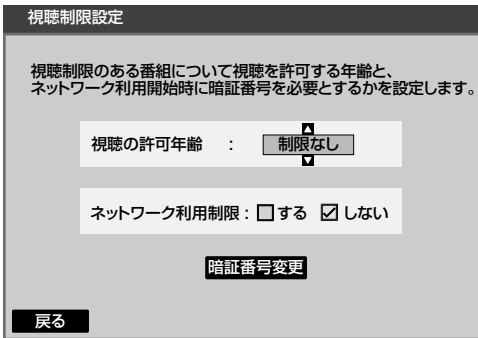 視聴制限設定
視聴制限のある番組について視聴を許可する年齢と、
ネットワーク利用開始時に暗証番号を必要とするかを設定します。
視聴の許可年齢 : 制限なし
ネットワーク利用制限 : する しない
暗証番号変更
戻る